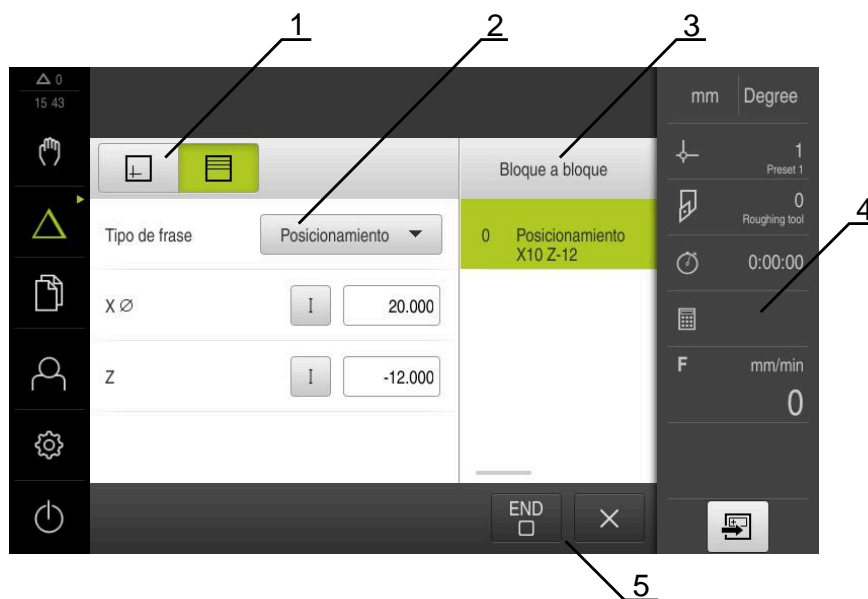 1 2 3
0
15 43
mm Degree
1
Preset 1
Bloque a bloque
0
Roughing tool
4
Tipo de frase Posicionamiento
0 Posicionamiento
X10 Z-12
0:00:00
X Ø I 20.000
Z I -12.000
F mm/min
0
END
5